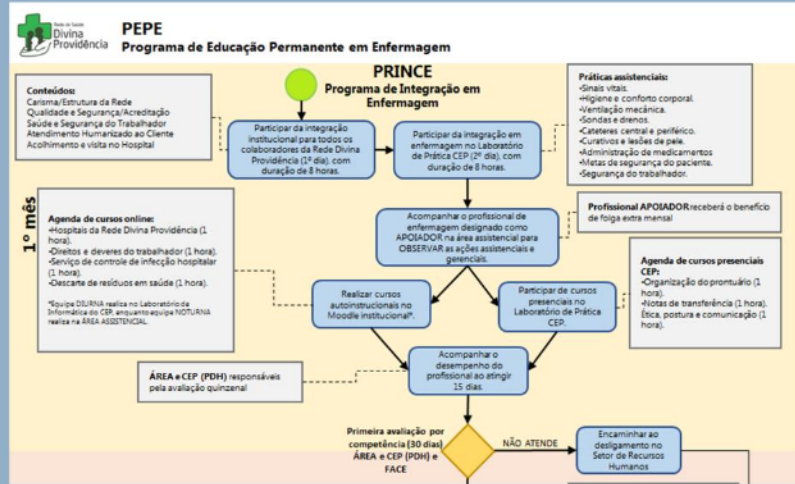 Rede de Saúde
Divina
Providência
PEPE
Programa de Educação Permanente em Enfermagem
PRINCE
Programa de Integração em
Enfermagem
Conteúdos:
Carisma/Estrutura da Rede
Qualidade e Segurança/Acreditação
Saúde e Segurança do Trabalhador
Atendimento Humanizado ao Cliente
Acolhimento e visita no Hospital
Participar da integração
institucional para todos os
colaboradores da Rede Divina
Providência (1º dia), com
duração de 8 horas.
Participar da integração em
enfermagem no Laboratório
de Prática CEP (2º dia), com
duração de 8 horas.
Práticas assistenciais:
•Sinais vitais.
•Higiene e conforto corporal.
•Ventilação mecânica.
•Sondas e drenos.
•Cateteres central e periférico.
•Curativos e lesões de pele.
•Administração de medicamentos
•Metas de segurança do paciente.
•Segurança do trabalhador.
1º mês
Agenda de cursos online:
•Hospitais da Rede Divina Providência (1
hora).
•Direitos e deveres do trabalhador (1 hora).
•Serviço de controle de infecção hospitalar
(1 hora).
•Descarte de resíduos em saúde (1 hora).
*Equipe DIURNA realiza no Laboratório de
Informática do CEP, enquanto equipe NOTURNA
realiza na ÁREA ASSISTENCIAL.
Acompanhar o profissional de
enfermagem designado como
APOIADOR na área assistencial para
OBSERVAR as ações assistenciais e
gerenciais.
Profissional APOIADOR receberá o benefício
de folga extra mensal
Realizar cursos
autoinstrucionais no
Moodle institucional*.
Participar de cursos
presenciais no
Laboratório de Prática
CEP.
Agenda de cursos presenciais
CEP:
•Organização do prontuário (1
hora).
•Notas de transferência (1 hora).
Ética, postura e comunicação (1
hora).
ÁREA e CEP (PDH) responsáveis
pela avaliação quinzenal
Acompanhar o
desempenho do
profissional ao atingir
15 dias.
Primeira avaliação por
competência (30 dias)
ÁREA e CEP (PDH) e
FACE
NÃO ATENDE
Encaminhar ao
desligamento no
Setor de Recursos
Humanos